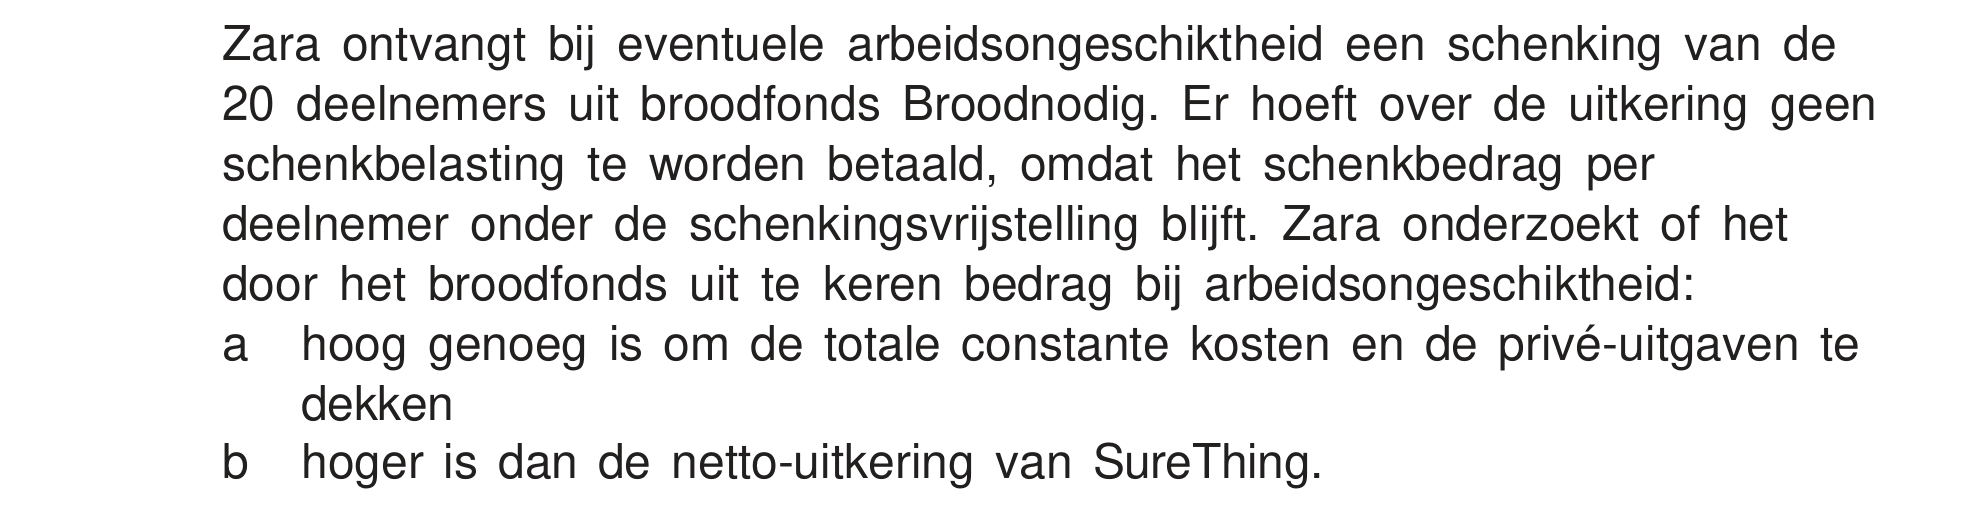 Zara ontvangt bij eventuele arbeidsongeschiktheid een schenking van de
20 deelnemers uit broodfonds Broodnodig. Er hoeft over de uitkering geen
schenkbelasting te worden betaald, omdat het schenkbedrag per
deelnemer onder de schenkingsvrijstelling blijft. Zara onderzoekt of het
door het broodfonds uit te keren bedrag bij arbeidsongeschiktheid:
a hoog genoeg is om de totale constante kosten en de privé-uitgaven te
dekken
b hoger is dan de netto-uitkering van SureThing.